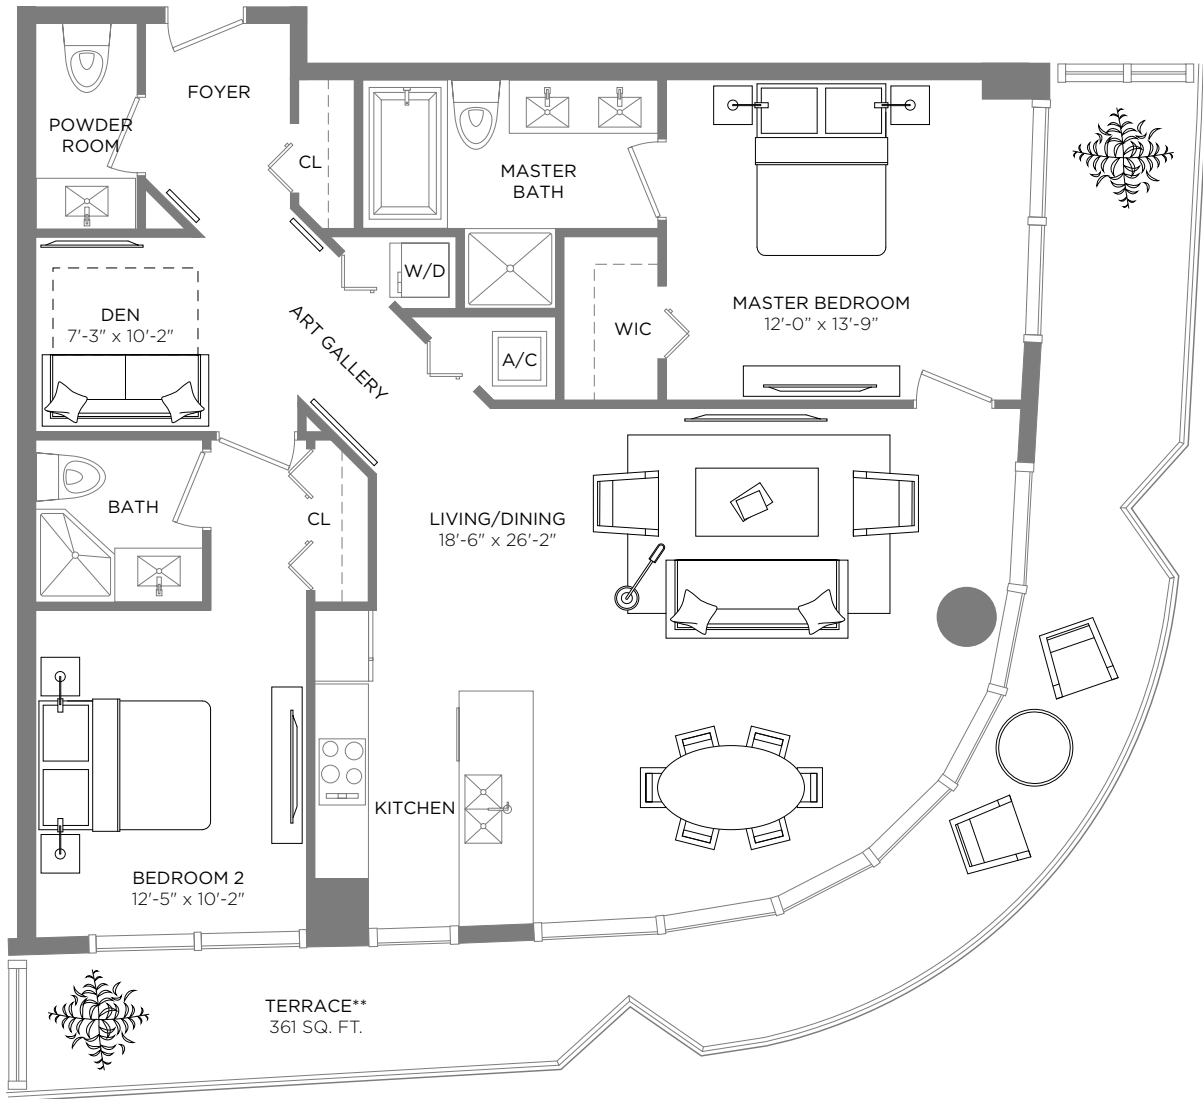 FOYER
POWDER
ROOM
CL
MASTER
BATH
W/D
DEN
7'-3" x 10'-2"
ART GALLERY
WIC
MASTER BEDROOM
12'-0” x 13'-9”
A/C
BATH
CL
LIVING/DINING
18'-6" x 26'-2"
KITCHEN
BEDROOM 2
12'-5" x 10'-2"
TERRACE**
361 SQ. FT.